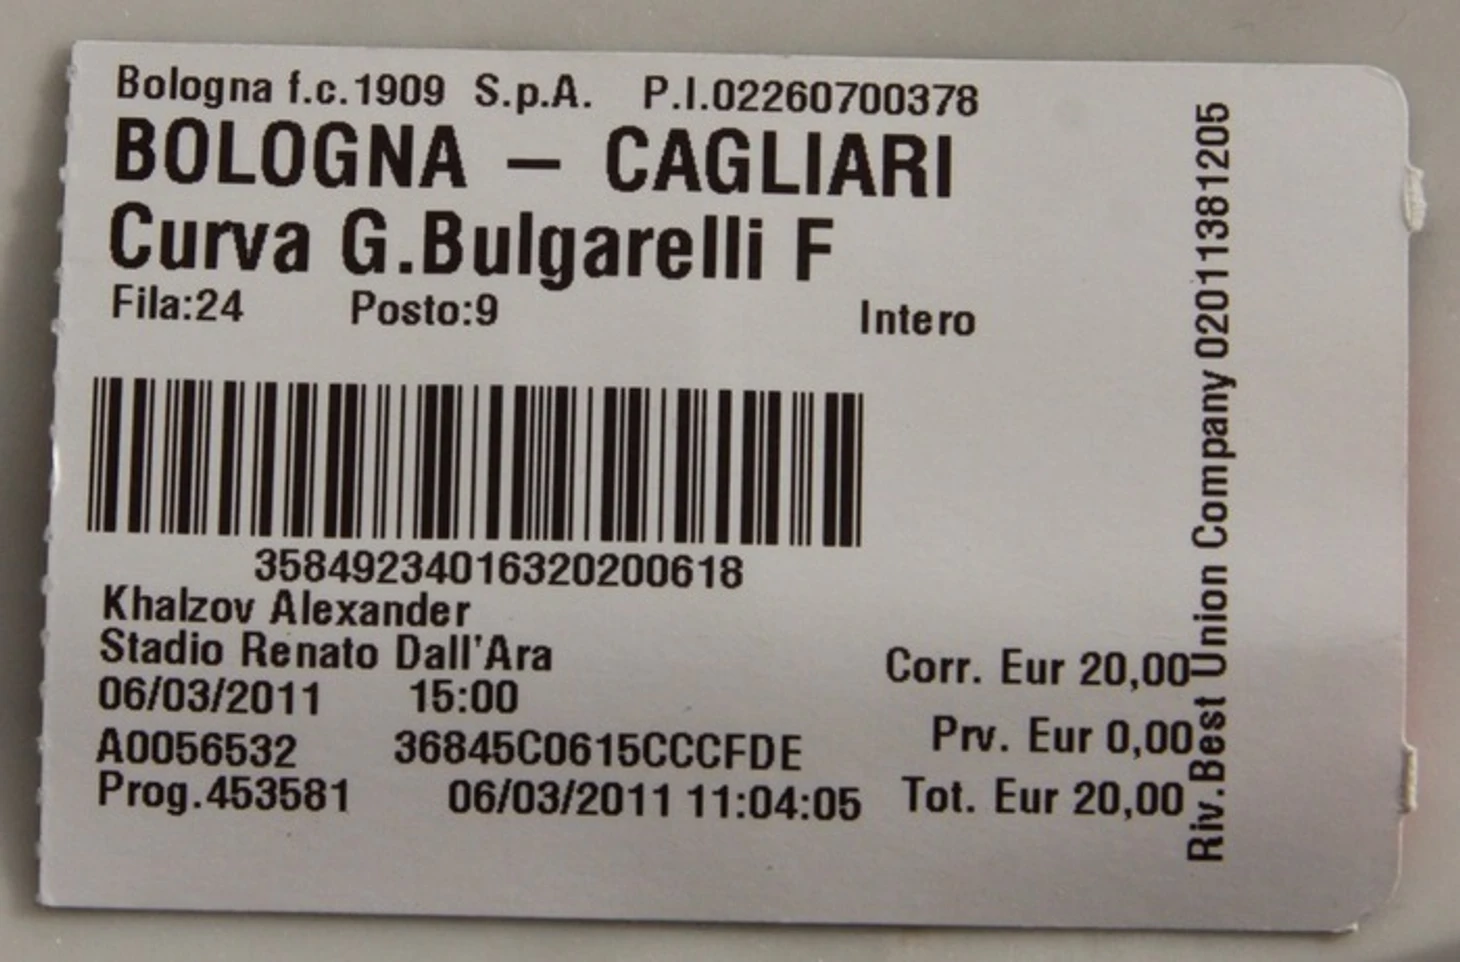 Bologna f.c.1909 S.p.A. P.I.02260700378
BOLOGNA – CAGLIARI
Curva G.Bulgarelli F
Fila:24 Posto:9 Intero
35849234016320200618
Khalzov Alexander
Stadio Renato Dall'Ara
Corr. Eur 20,00
06/03/2011 15:00
Prv. Eur 0,00
A0056532 36845C0615CCCFDE
Prog.453581 06/03/2011 11:04:05 Tot. Eur 20,00
Riv.Best Union Company 02011381205